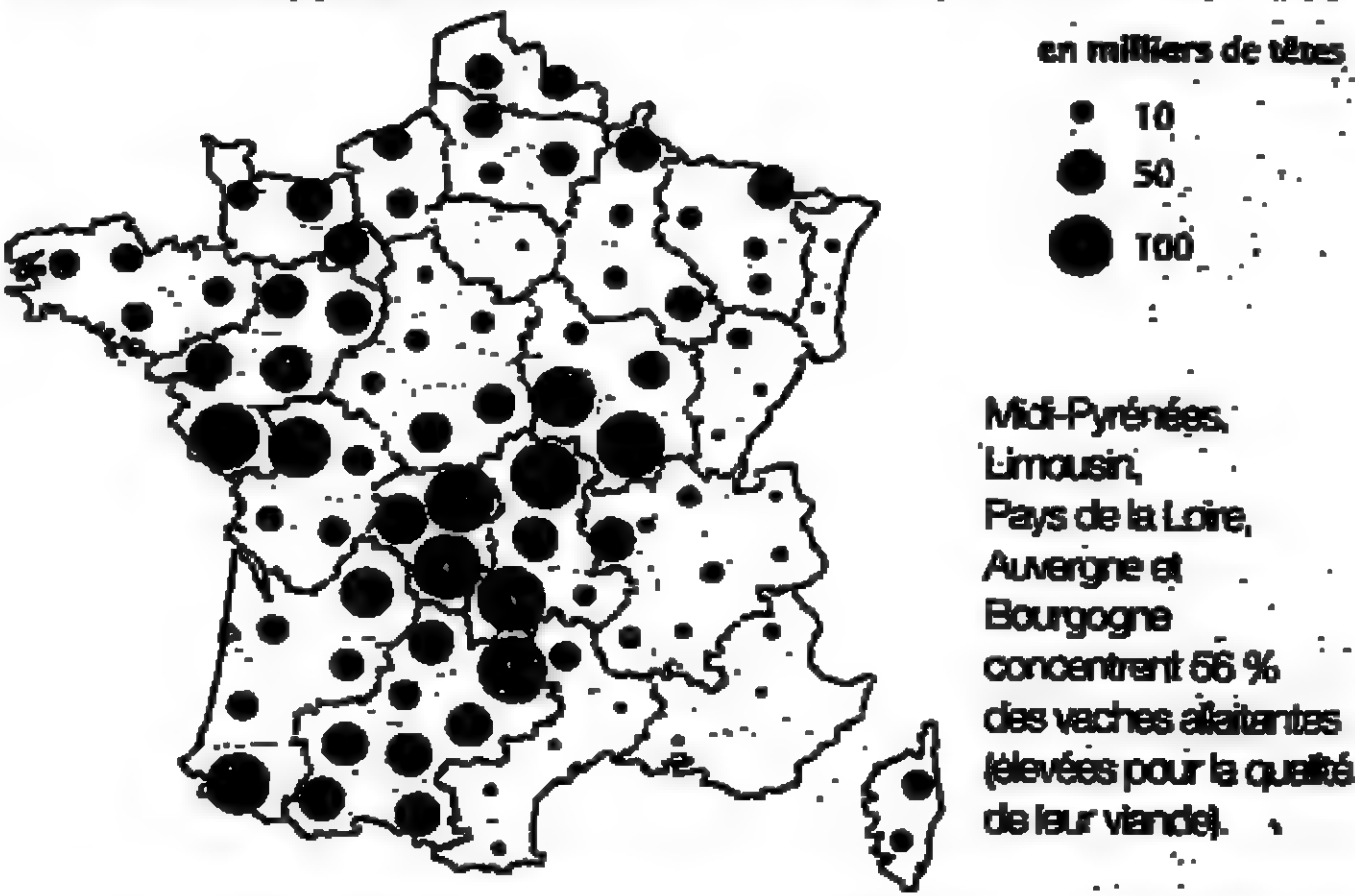 en milliers de têtes
10
50
100
Midi-Pyrénées,
Limousin,
Pays de la Loire,
Auvergne et
Bourgogne
concentrent 56 %
des vaches allaitantes
(élevées pour la qualité
de leur viande).